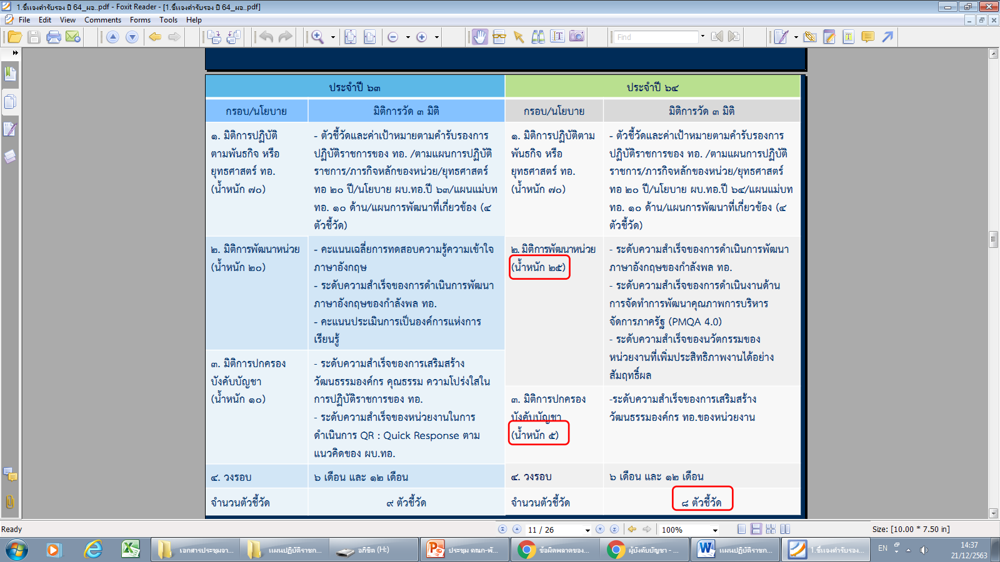 1.ชี้แจงคำรับรอง ปี 64_ผอ..pdf - Foxit Reader - [1.ชี้แจงคำรับรอง ปี 64_ผอ..pdf]
File Edit View Comments Forms Tools Help
Find
ประจำปี ๖๓
ประจำปี ๖๔
กรอบ/นโยบาย
มิติการวัด ๓ มิติ
กรอบ/นโยบาย
มิติการวัด ๓ มิติ
๑. มิติการปฏิบัติ
ตามพันธกิจ หรือ
ยุทธศาสตร์ ทอ.
(น้ำหนัก ๗๐)
- ตัวชี้วัดและค่าเป้าหมายตามคำรับรองการ
ปฏิบัติราชการของ ทอ. /ตามแผนการปฏิบัติ
ราชการ/ภารกิจหลักของหน่วย/ยุทธศาสตร์
ทอ ๒๐ ปี/นโยบาย ผบ.ทอ.ปี ๖๓/แผนแม่บท
ทอ. ๑๐ ด้าน/แผนการพัฒนาที่เกี่ยวข้อง (๔
ตัวชี้วัด)
๑. มิติการปฏิบัติตาม
พันธกิจ หรือ
ยุทธศาสตร์ ทอ.
(น้ำหนัก ๗๐)
- ตัวชี้วัดและค่าเป้าหมายตามคำรับรองการ
ปฏิบัติราชการของ ทอ. /ตามแผนการปฏิบัติ
ราชการ/ภารกิจหลักของหน่วย/ยุทธศาสตร์
ทอ ๒๐ ปี/นโยบาย ผบ.ทอ.ปี ๖๔/แผนแม่บท
ทอ. ๑๐ ด้าน/แผนการพัฒนาที่เกี่ยวข้อง (๔
ตัวชี้วัด)
๒. มิติการพัฒนาหน่วย
(น้ำหนัก ๒๐)
- คะแนนเฉลี่ยการทดสอบความรู้ความเข้าใจ
ภาษาอังกฤษ
- ระดับความสำเร็จของการดำเนินการพัฒนา
ภาษาอังกฤษของกำลังพล ทอ.
- คะแนนประเมินการเป็นองค์การแห่งการ
เรียนรู้
๒. มิติการพัฒนาหน่วย
(น้ำหนัก ๒๕)
- ระดับความสำเร็จของการดำเนินการพัฒนา
ภาษาอังกฤษของกำลังพล ทอ.
- ระดับความสำเร็จของการดำเนินงานด้าน
การจัดทำการพัฒนาคุณภาพการบริหาร
จัดการภาครัฐ (PMQA 4.0)
- ระดับความสำเร็จของนวัตกรรมของ
หน่วยงานที่เพิ่มประสิทธิภาพงานได้อย่าง
สัมฤทธิ์ผล
๓. มิติการปกครอง
บังคับบัญชา
(น้ำหนัก ๑๐)
- ระดับความสำเร็จของการเสริมสร้าง
วัฒนธรรมองค์กร คุณธรรม ความโปร่งใสใน
การปฏิบัติราชการของ ทอ.
- ระดับความสำเร็จของหน่วยงานในการ
ดำเนินการ QR : Quick Response ตาม
แนวคิดของ ผบ.ทอ.
๓. มิติการปกครอง
บังคับบัญชา
(น้ำหนัก ๕)
-ระดับความสำเร็จของการเสริมสร้าง
วัฒนธรรมองค์กร ทอ.ของหน่วยงาน
๔. วงรอบ
๖ เดือน และ ๑๒ เดือน
๔. วงรอบ
๖ เดือน และ ๑๒ เดือน
จำนวนตัวชี้วัด
๙ ตัวชี้วัด
จำนวนตัวชี้วัด
๘ ตัวชี้วัด
Ready
11 / 26
100%
Size: [10.00 * 7.50 in]
เอกสารประชุมจา...
แผนปฏิบัติราชก...
อภิชิต (H:)
ประชุม คณก-พั...
ข้อมิดพลาดของ...
ผู้บังคับบัญชา - ...
แผนปฏิบัติราชก...
1.ชี้แจงคำรับรอง...
EN
14:37
21/12/2563